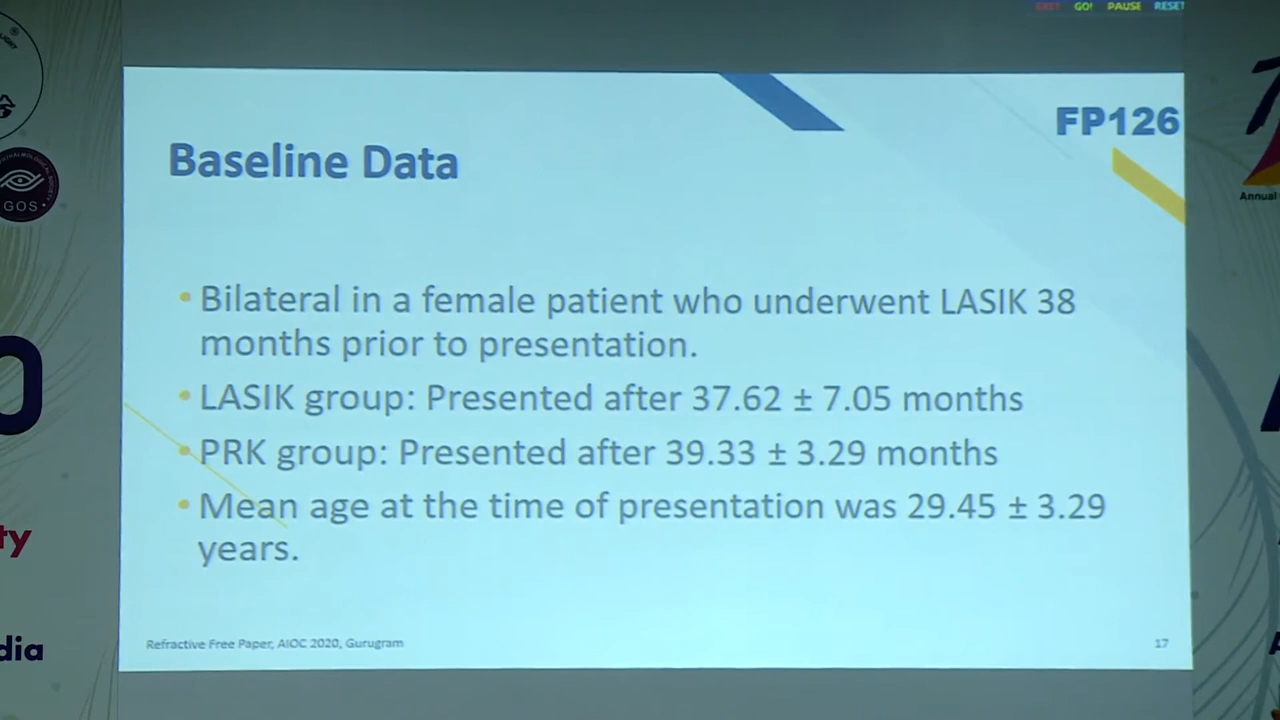 EXIT GO! PAUSE RESET
FP126
Baseline Data
• Bilateral in a female patient who underwent LASIK 38
months prior to presentation.
• LASIK group: Presented after 37.62 ± 7.05 months
• PRK group: Presented after 39.33 ± 3.29 months
• Mean age at the time of presentation was 29.45 ± 3.29
years.
Refractive Free Paper, AIOC 2020, Gurugram
17
GOS
ty
dia
Annual